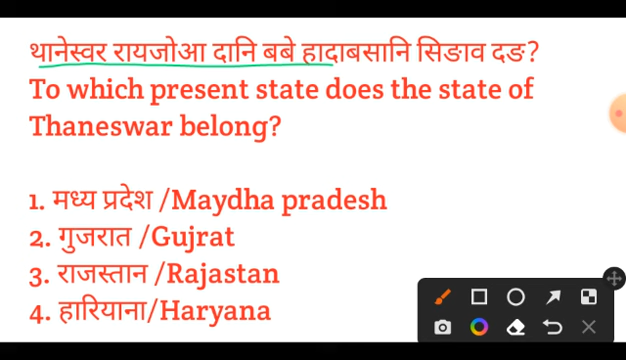 थानेस्वर रायजोआ दानि बबे हादाबसानि सिङाव दङ?
To which present state does the state of
Thaneswar belong?
1. मध्य प्रदेश /Maydha pradesh
2. गुजरात /Gujrat
3. राजस्तान /Rajastan
4. हारियाना/Haryana